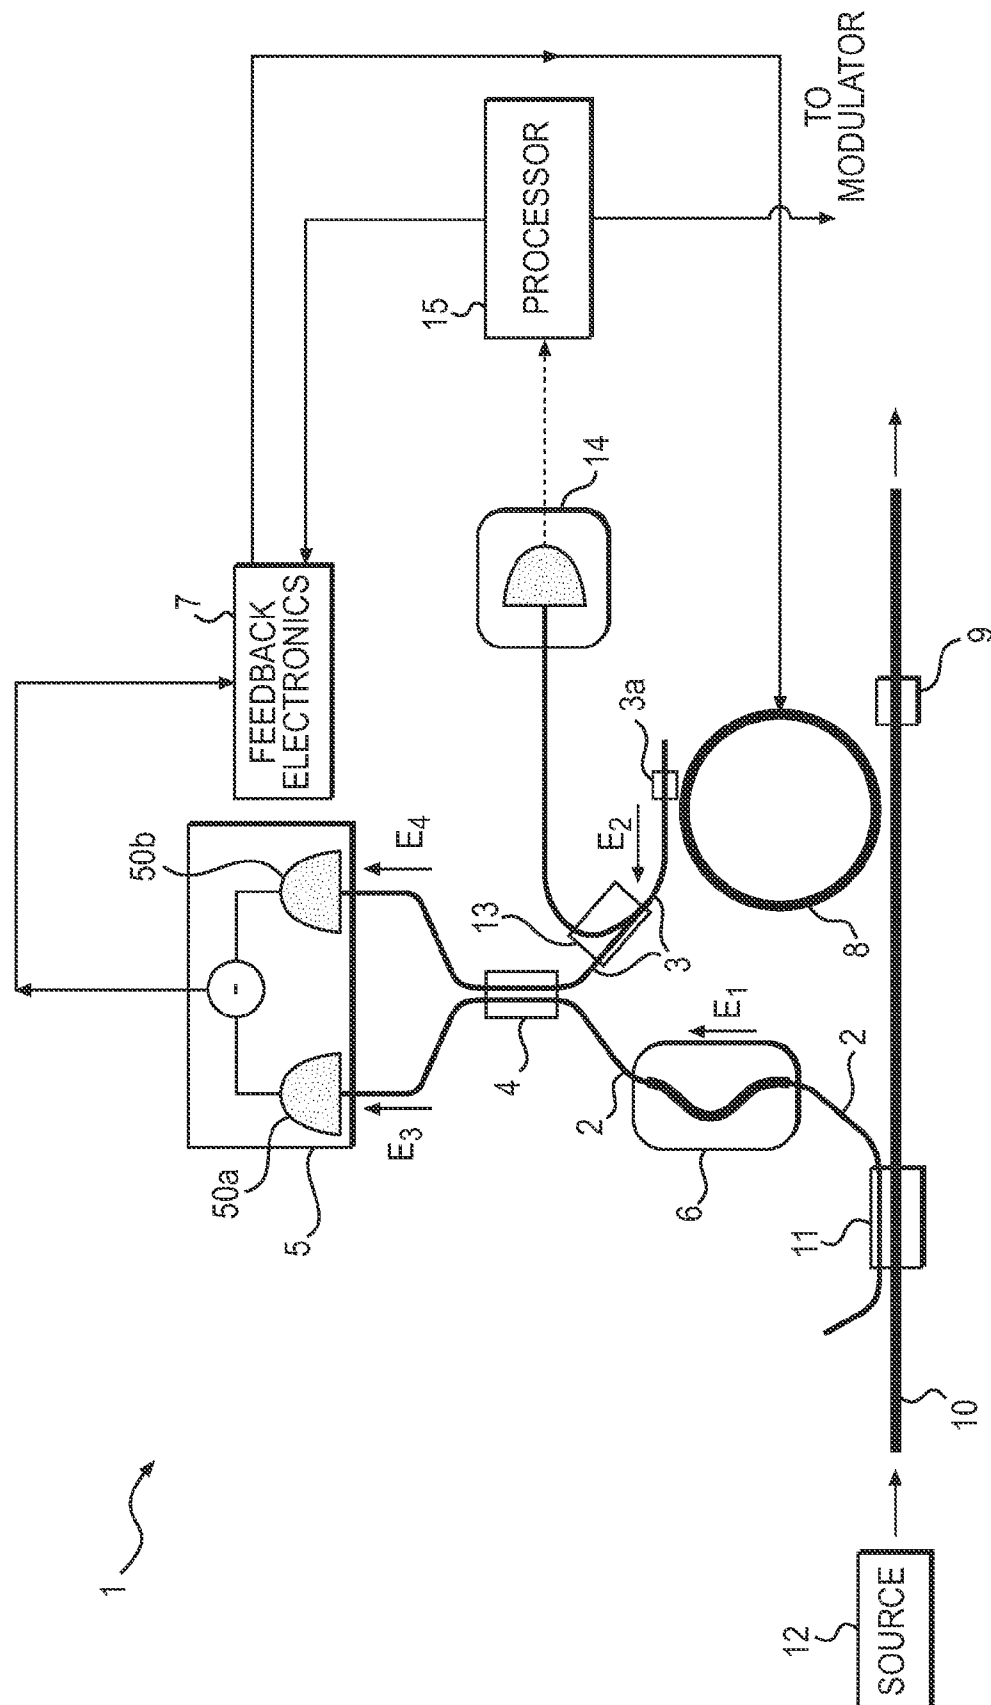 1
TO
MODULATOR
PROCESSOR
15
7
FEEDBACK
ELECTRONICS
14
50b
E4
50a
E3
5
13
E2
3a
4
3
E1
2
2
6
8
9
11
10
12
SOURCE
-